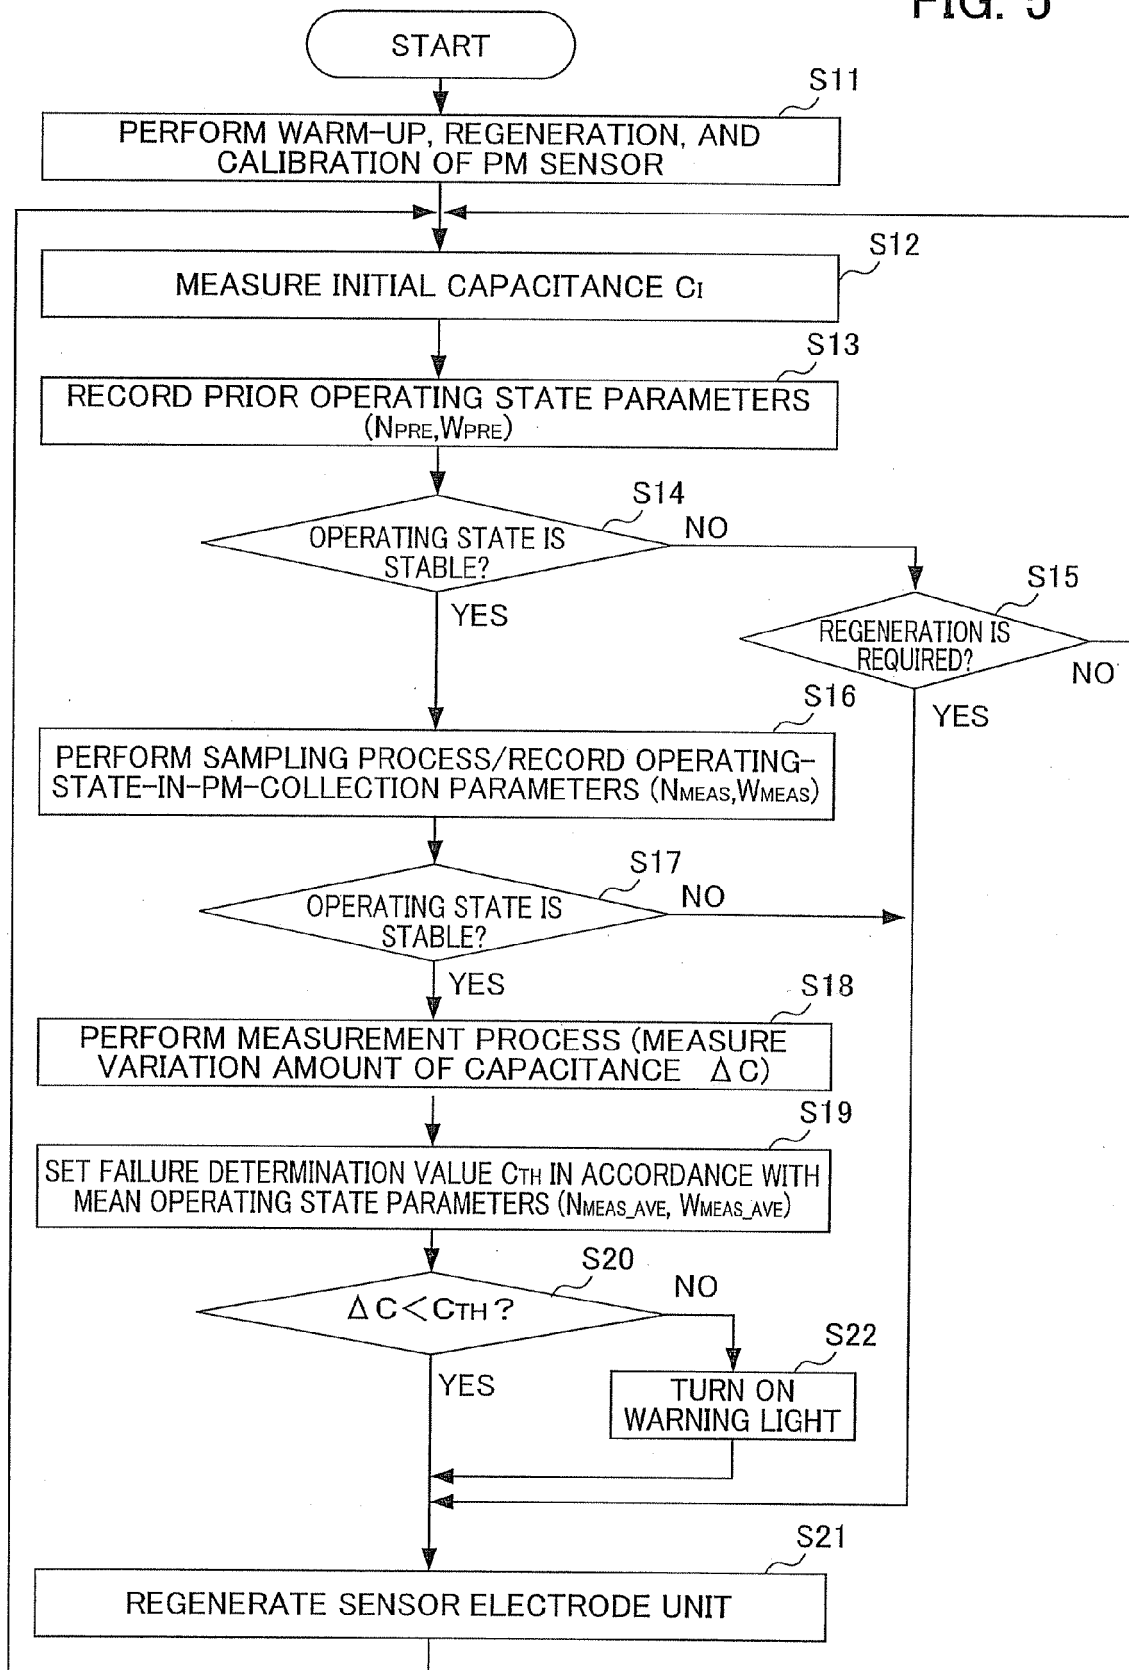 FIG. 5
START
S11
PERFORM WARM-UP, REGENERATION, AND
CALIBRATION OF PM SENSOR
S12
MEASURE INITIAL CAPACITANCE CI
S13
RECORD PRIOR OPERATING STATE PARAMETERS
(NPRE,WPRE)
S14
OPERATING STATE IS
STABLE?
NO
YES
S15
REGENERATION IS
REQUIRED?
NO
YES
S16
PERFORM SAMPLING PROCESS/RECORD OPERATING-
STATE-IN-PM-COLLECTION PARAMETERS (NMEAS,WMEAS)
S17
OPERATING STATE IS
STABLE?
NO
YES
S18
PERFORM MEASUREMENT PROCESS (MEASURE
VARIATION AMOUNT OF CAPACITANCE ΔC)
S19
SET FAILURE DETERMINATION VALUE CTH IN ACCORDANCE WITH
MEAN OPERATING STATE PARAMETERS (NMEAS_AVE, WMEAS_AVE)
S20
ΔC<CTH?
NO
YES
S22
TURN ON
WARNING LIGHT
S21
REGENERATE SENSOR ELECTRODE UNIT